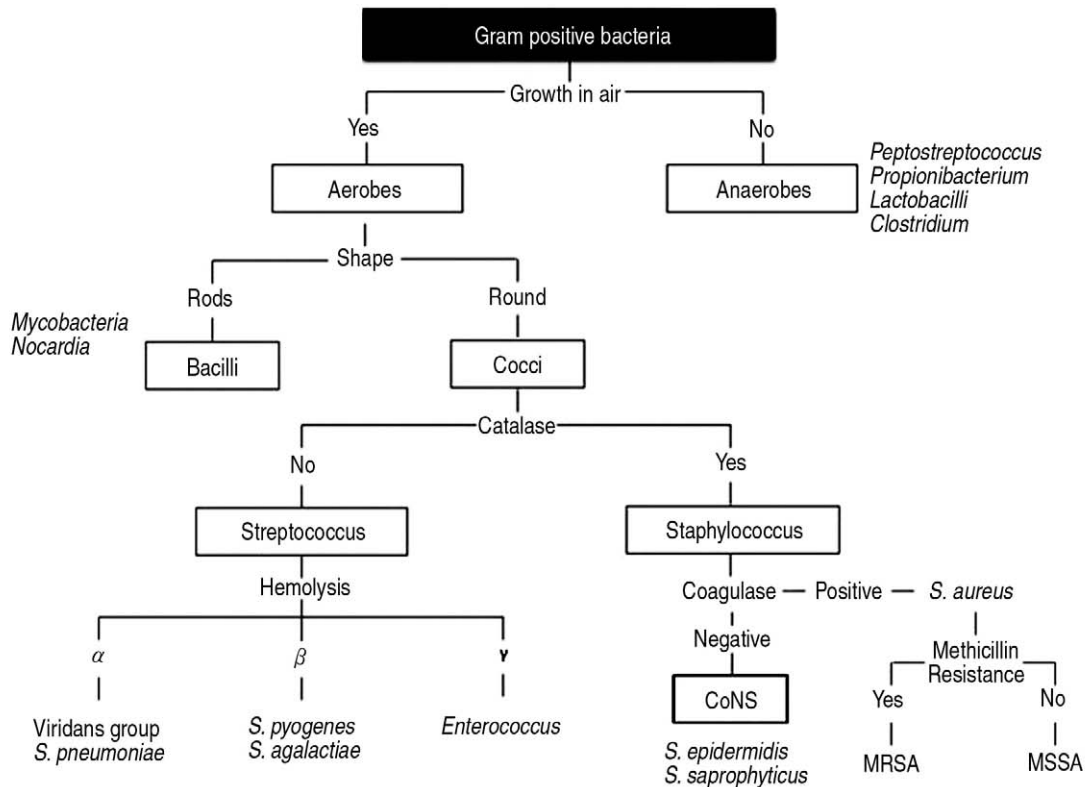 Gram positive bacteria
Growth in air
Yes
No
Aerobes
Anaerobes
Peptostreptococcus
Propionibacterium
Lactobacilli
Clostridium
Shape
Rods
Round
Mycobacteria
Nocardia
Bacilli
Cocci
Catalase
No
Yes
Streptococcus
Staphylococcus
Hemolysis
Coagulase
Positive
S. aureus
α
β
γ
Negative
Methicillin
Resistance
Yes
No
CoNS
Viridans group
S. pneumoniae
S. pyogenes
S. agalactiae
Enterococcus
S. epidermidis
S. saprophyticus
MRSA
MSSA